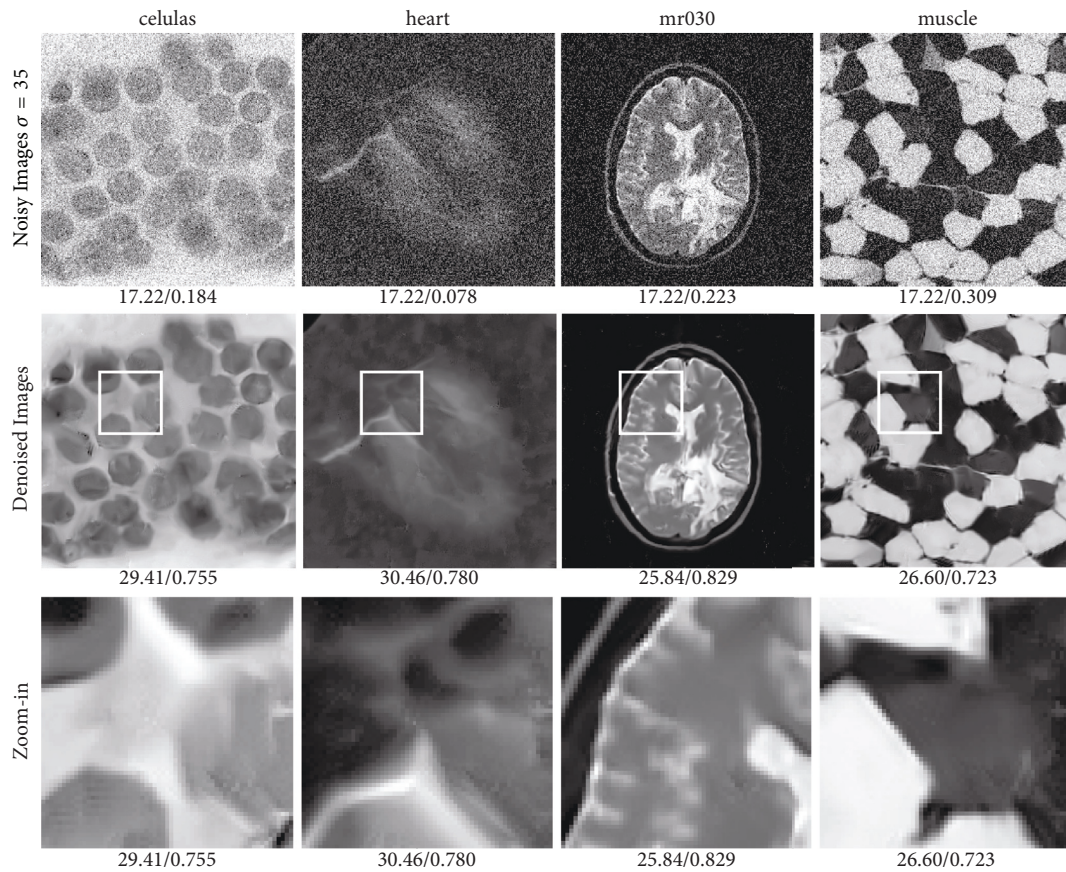 celulas heart mr030 muscle
Noisy Images σ = 35
17.22/0.184 17.22/0.078 17.22/0.223 17.22/0.309
Denoised Images
29.41/0.755 30.46/0.780 25.84/0.829 26.60/0.723
Zoom-in
29.41/0.755 30.46/0.780 25.84/0.829 26.60/0.723